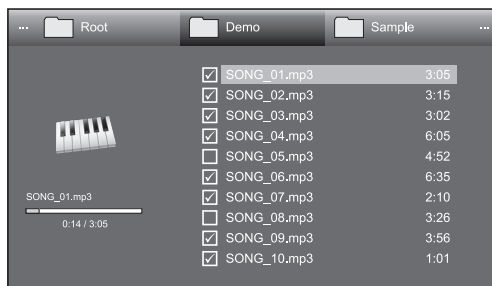 ... Root Demo Sample ...
SONG_01.mp3 3:05
SONG_02.mp3 3:15
SONG_03.mp3 3:02
SONG_04.mp3 6:05
SONG_05.mp3 4:52
SONG_06.mp3 6:35
SONG_07.mp3 2:10
SONG_08.mp3 3:26
SONG_09.mp3 3:56
SONG_10.mp3 1:01
SONG_01.mp3
0:14 / 3:05